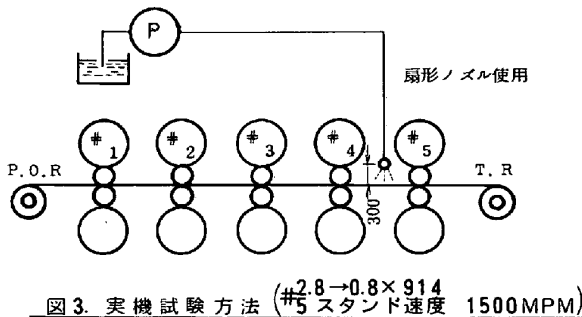 P
扇形ノズル使用
#1 #2 #3 #4 #5
P.O.R
T.R
300
図3. 実機試験方法 (2.8→0.8×914
#5 スタンド速度 1500MPM)